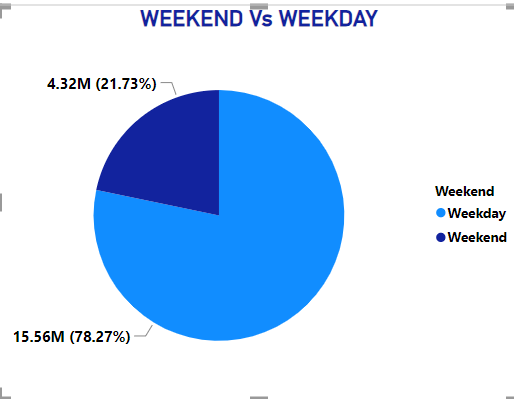 WEEKEND Vs WEEKDAY
4.32M (21.73%)
Weekend
Weekday
Weekend
15.56M (78.27%)